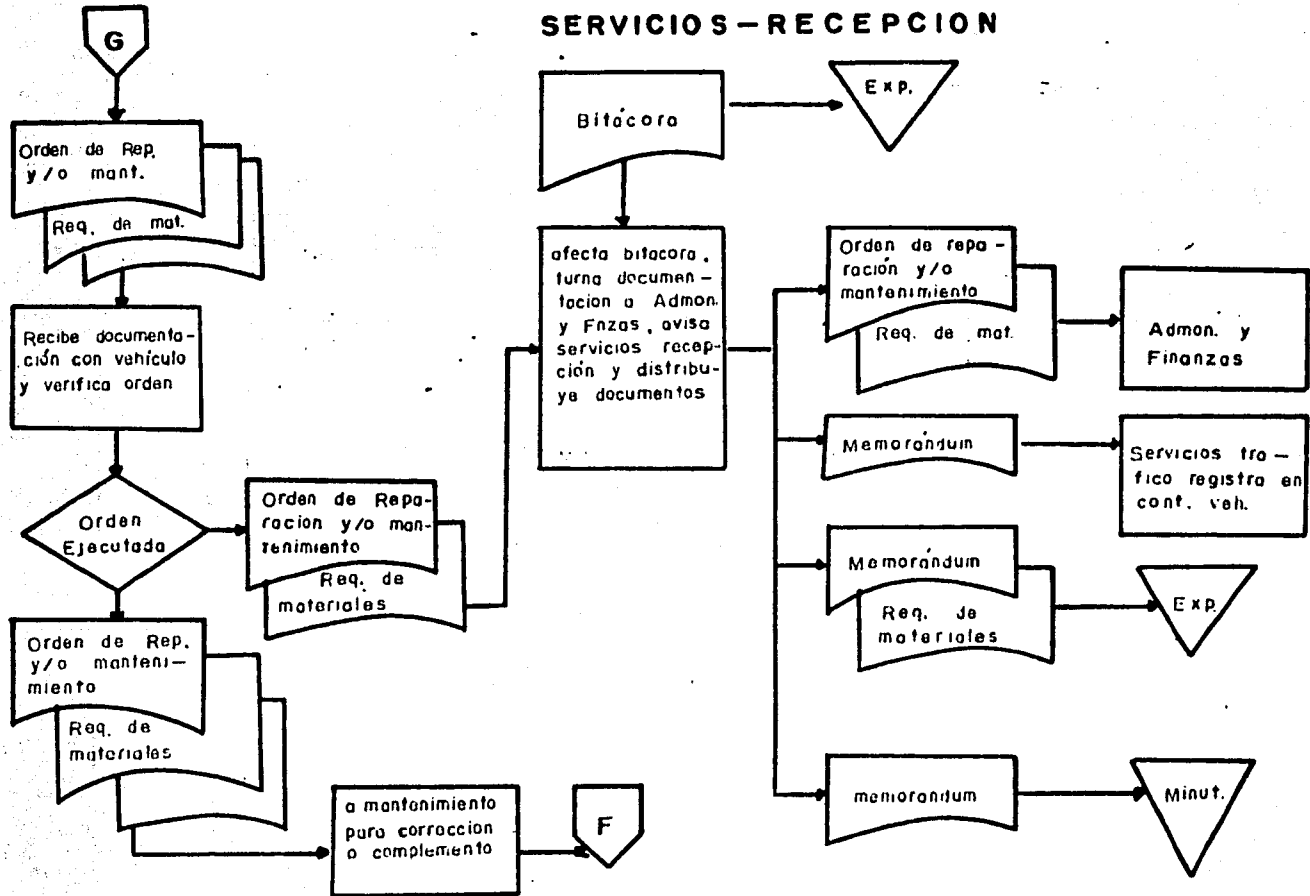 SERVICIOS-RECEPCION
G
Orden de Rep.
y/o mant.
Req. de mat.
Recibe documenta-
ción con vehículo
y verifica orden
Orden
Ejecutada
Orden de Repa-
racion y/o man-
tenimiento
Req. de
materiales
Orden de Rep.
y/o manteni-
miento
Req. de
materiales
a mantenimiento
para correccion
o complemento
F
Bitácora
Exp.
afecta bitacora,
turna documen-
tacion a Admon.
y Fnzas, avisa
servicios recep-
ción y distribu-
ye documentos
Orden de repa-
ración y/o
mantenimiento
Req. de mat.
Admon. y
Finanzas
Memorándum
Servicios tra-
fico registra en
cont. veh.
Memorándum
Req. de
materiales
Exp.
memorandum
Minut.